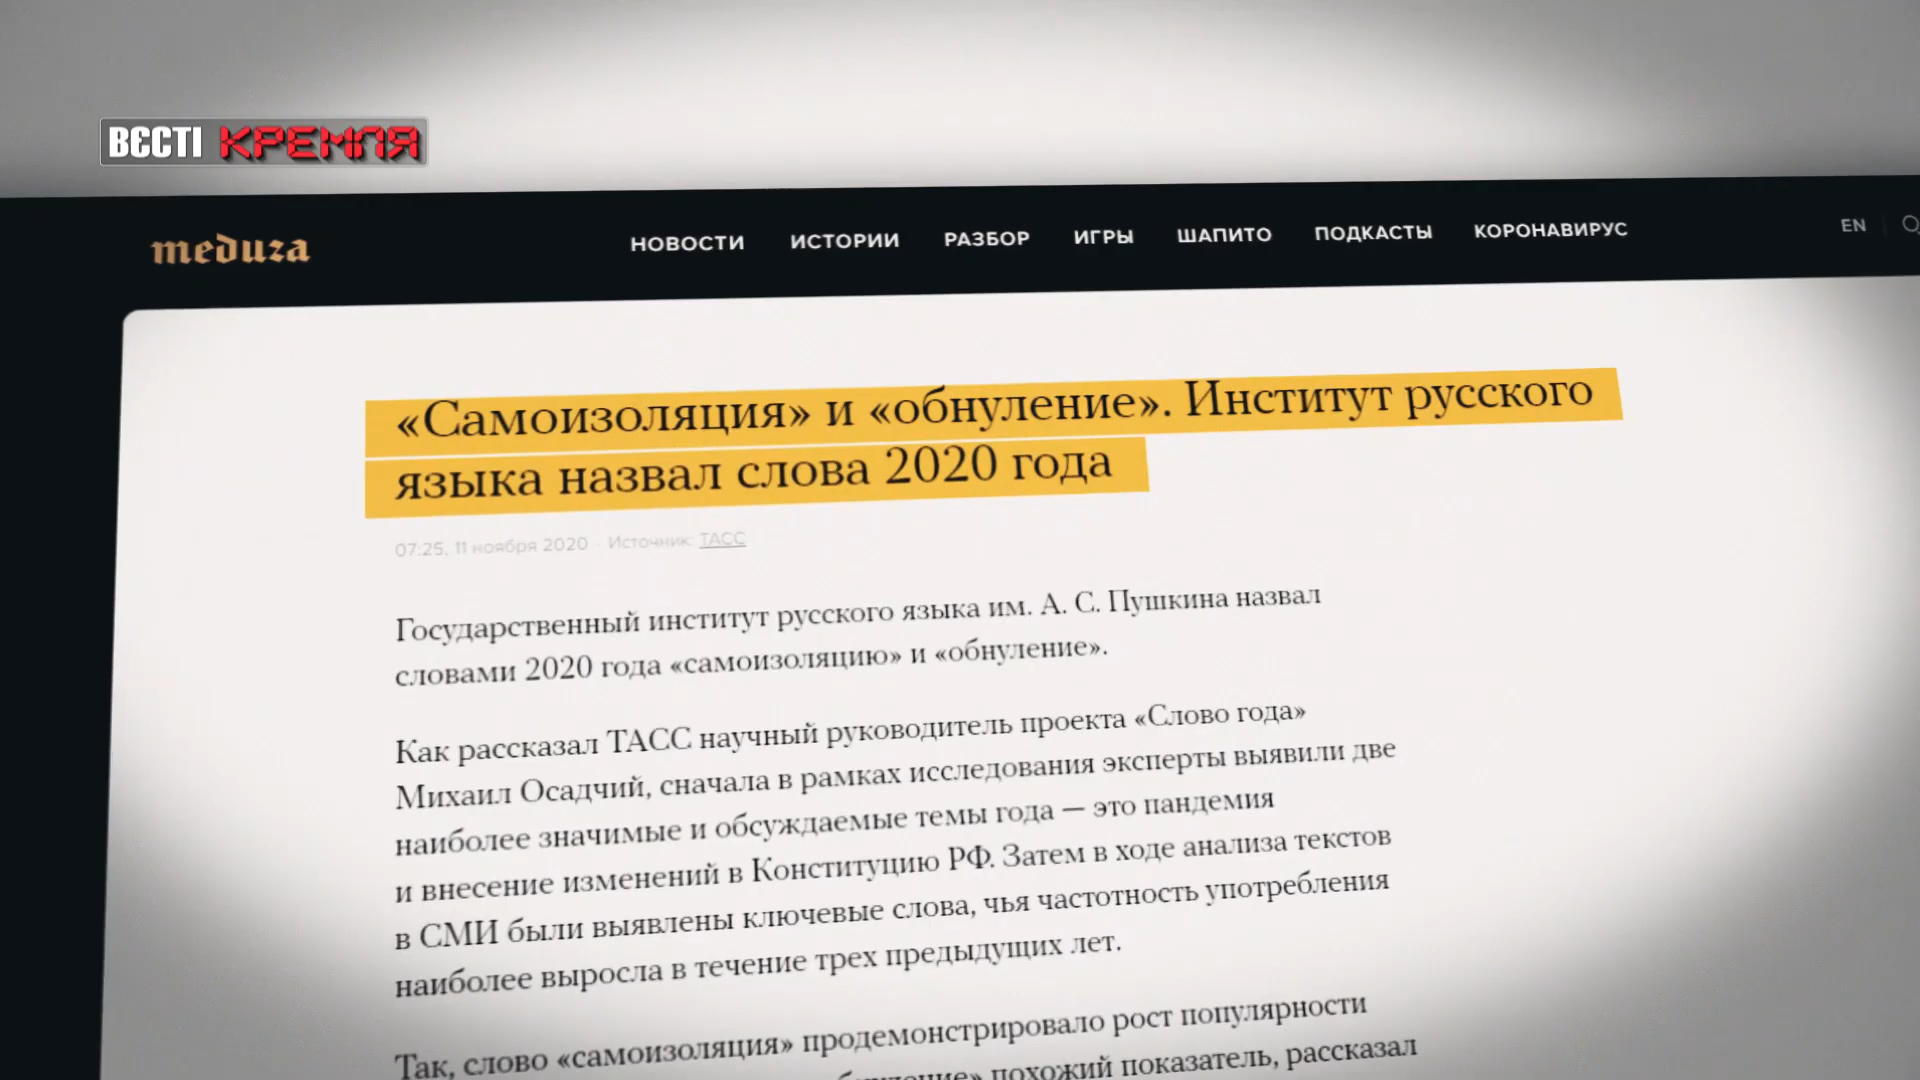 ВЄСТІ КРЕМЛЯ
meduza
НОВОСТИ ИСТОРИИ РАЗБОР ИГРЫ ШАПИТО ПОДКАСТЫ КОРОНАВИРУС EN
«Самоизоляция» и «обнуление». Институт русского
языка назвал слова 2020 года
07:25, 11 ноября 2020 · Источник: ТАСС
Государственный институт русского языка им. А. С. Пушкина назвал
словами 2020 года «самоизоляцию» и «обнуление».
Как рассказал ТАСС научный руководитель проекта «Слово года»
Михаил Осадчий, сначала в рамках исследования эксперты выявили две
наиболее значимые и обсуждаемые темы года — это пандемия
и внесение изменений в Конституцию РФ. Затем в ходе анализа текстов
в СМИ были выявлены ключевые слова, чья частотность употребления
наиболее выросла в течение трех предыдущих лет.
Так, слово «самоизоляция» продемонстрировало рост популярности
похожий показатель, рассказал